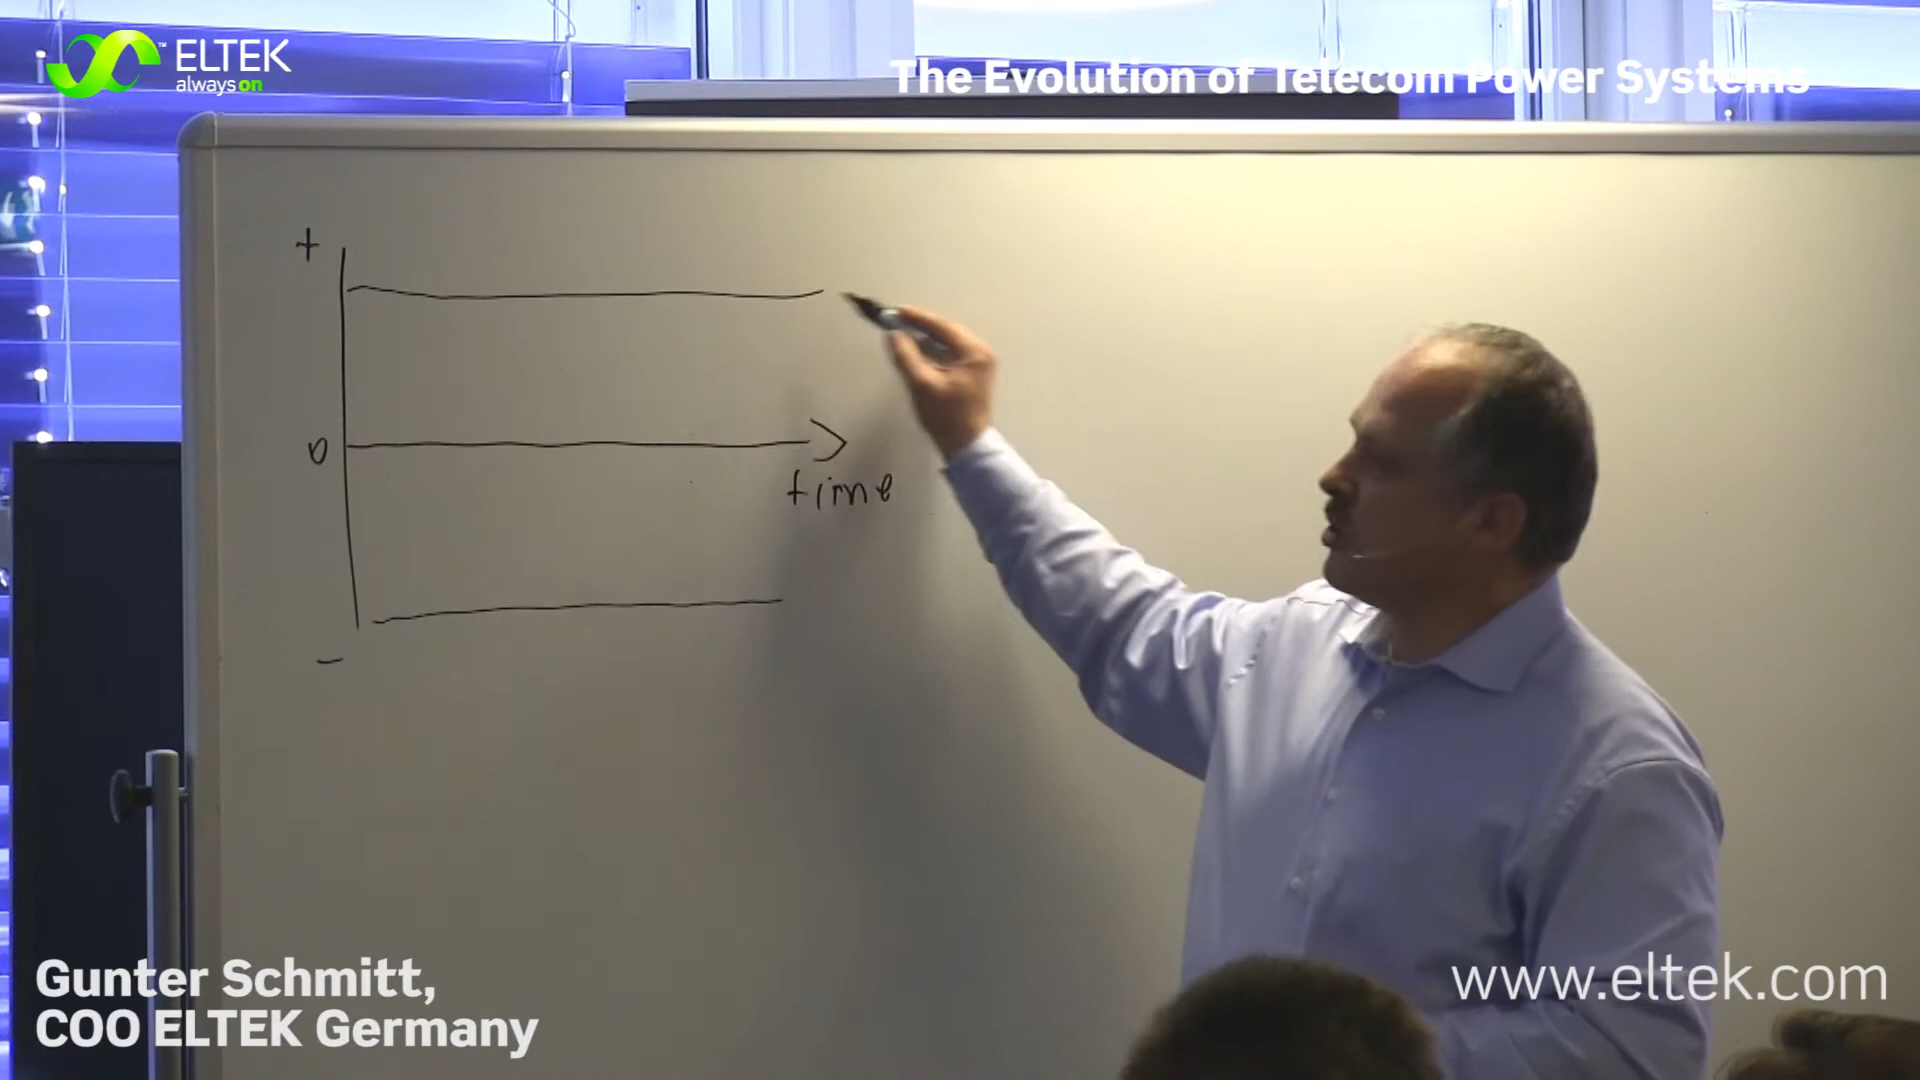 ELTEK
always on
The Evolution of Telecom Power Systems
+
0
time
−
Gunter Schmitt,
COO ELTEK Germany
www.eltek.com